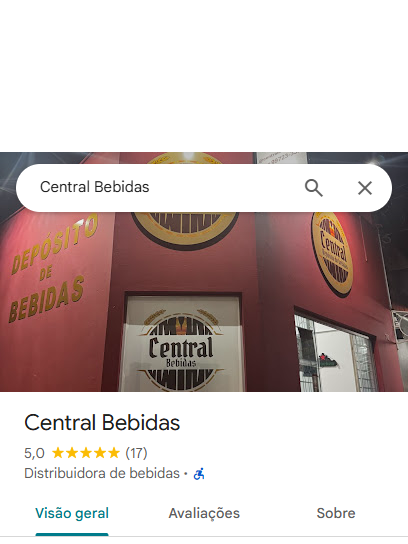 Central Bebidas
DEPÓSITO
DE
BEBIDAS
Central
Central
Bebidas
Central Bebidas
5,0 ★★★★★ (17)
Distribuidora de bebidas ·
Visão geral
Avaliações
Sobre